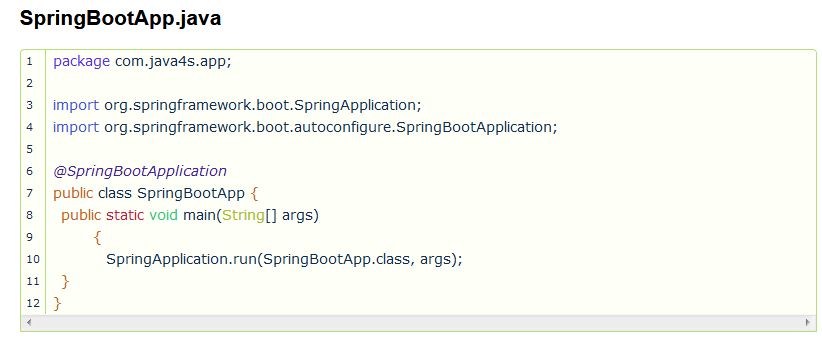 SpringBootApp.java
1 package com.java4s.app;
2
3 import org.springframework.boot.SpringApplication;
4 import org.springframework.boot.autoconfigure.SpringBootApplication;
5
6 @SpringBootApplication
7 public class SpringBootApp {
8 public static void main(String[] args)
9 {
10 SpringApplication.run(SpringBootApp.class, args);
11 }
12 }